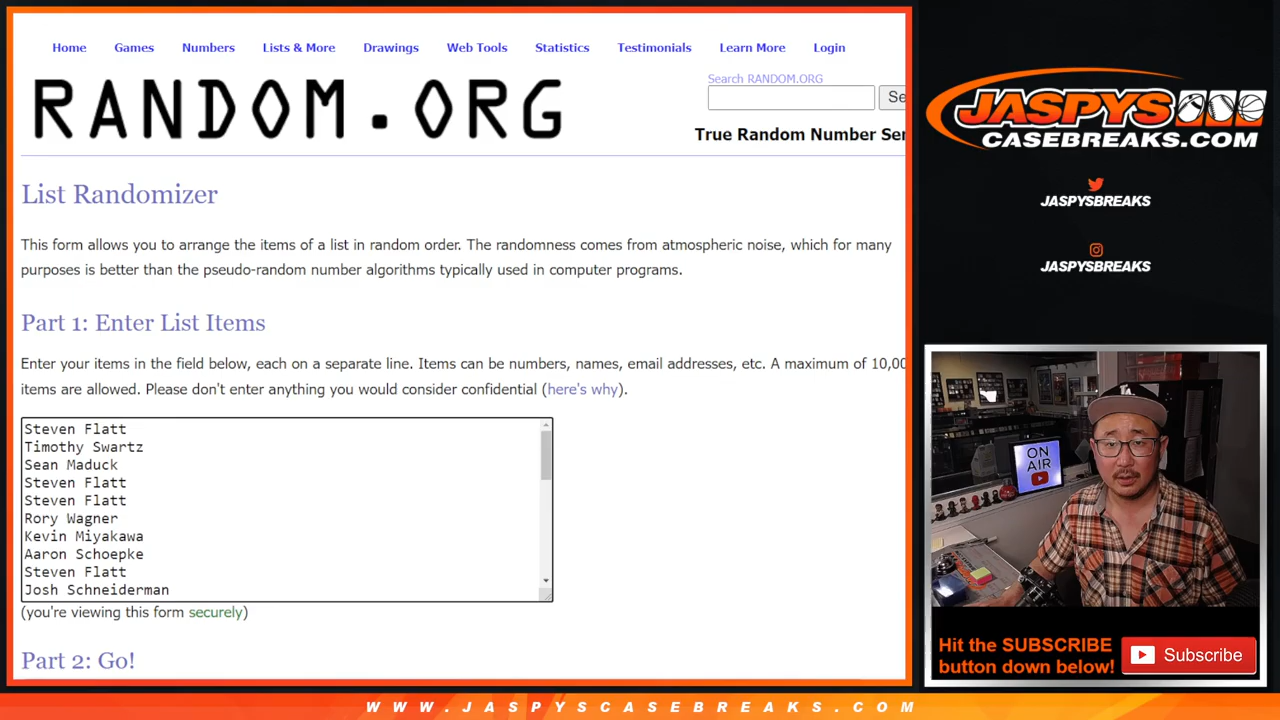 Home Games Numbers Lists & More Drawings Web Tools Statistics Testimonials Learn More Login
RANDOM.ORG
Search RANDOM.ORG
Se
True Random Number Ser
List Randomizer
This form allows you to arrange the items of a list in random order. The randomness comes from atmospheric noise, which for many
purposes is better than the pseudo-random number algorithms typically used in computer programs.
Part 1: Enter List Items
Enter your items in the field below, each on a separate line. Items can be numbers, names, email addresses, etc. A maximum of 10,00
items are allowed. Please don't enter anything you would consider confidential (here's why).
Steven Flatt
Timothy Swartz
Sean Maduck
Steven Flatt
Steven Flatt
Rory Wagner
Kevin Miyakawa
Aaron Schoepke
Steven Flatt
Josh Schneiderman
(you're viewing this form securely)
Part 2: Go!
JASPYS
CASEBREAKS.COM
JASPYSBREAKS
JASPYSBREAKS
ON
AIR
Hit the SUBSCRIBE
button down below!
Subscribe
WWW.JASPYSCASEBREAKS.COM